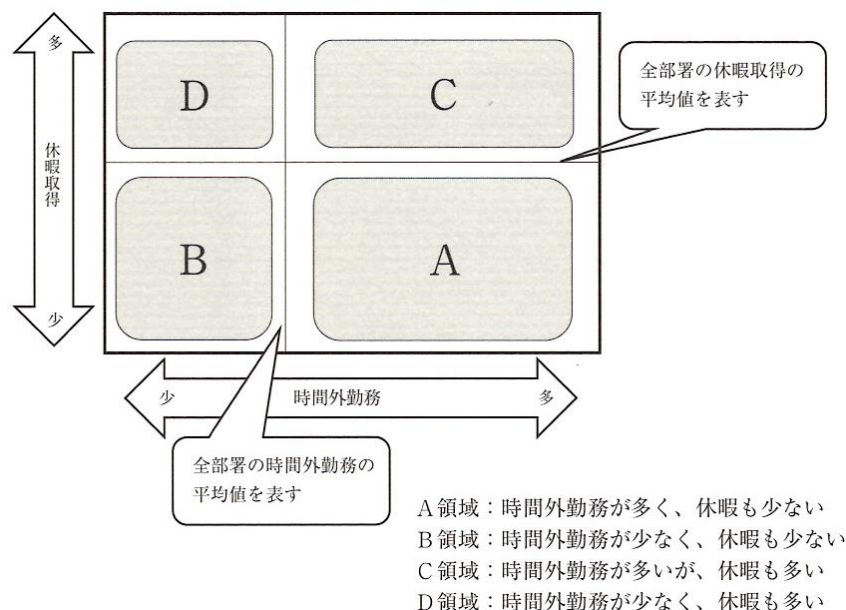 多
休暇取得
少
D
C
B
A
全部署の休暇取得の
平均値を表す
少
時間外勤務
多
全部署の時間外勤務の
平均値を表す
A領域：時間外勤務が多く、休暇も少ない
B領域：時間外勤務が少なく、休暇も少ない
C領域：時間外勤務が多いが、休暇も多い
D領域：時間外勤務が少なく、休暇も多い